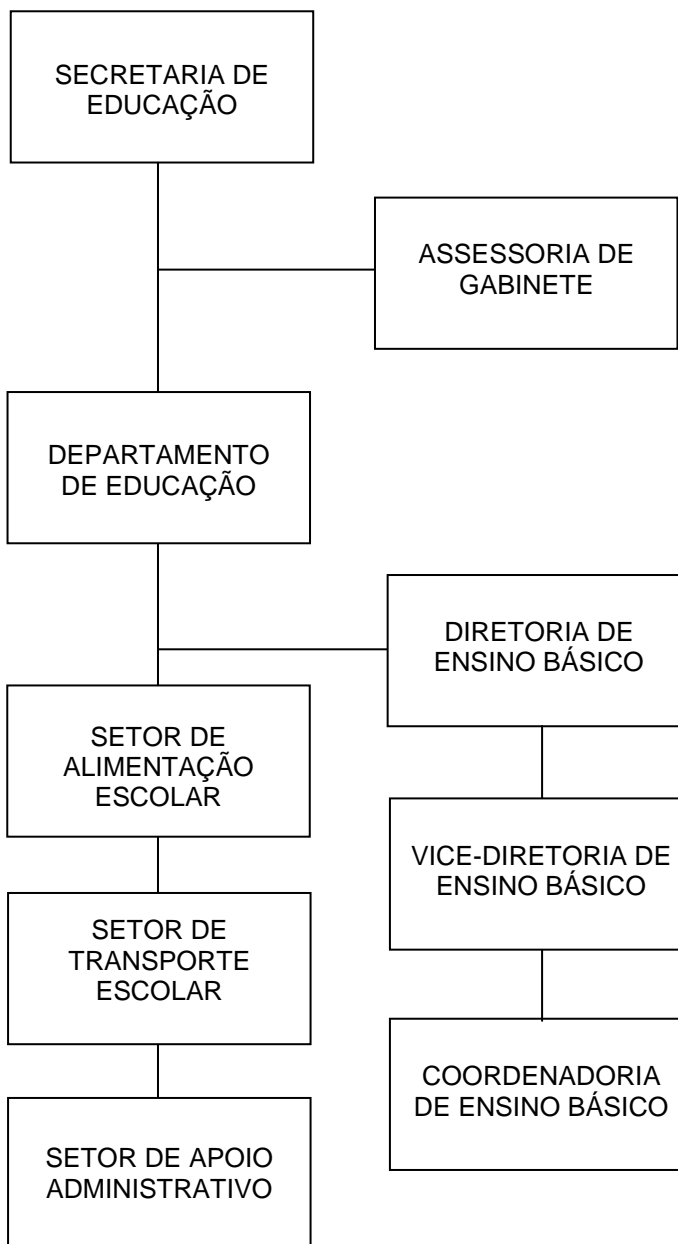 SECRETARIA DE
EDUCAÇÃO
ASSESSORIA DE
GABINETE
DEPARTAMENTO
DE EDUCAÇÃO
DIRETORIA DE
ENSINO BÁSICO
SETOR DE
ALIMENTAÇÃO
ESCOLAR
VICE-DIRETORIA DE
ENSINO BÁSICO
SETOR DE
TRANSPORTE
ESCOLAR
COORDENADORIA
DE ENSINO BÁSICO
SETOR DE APOIO
ADMINISTRATIVO